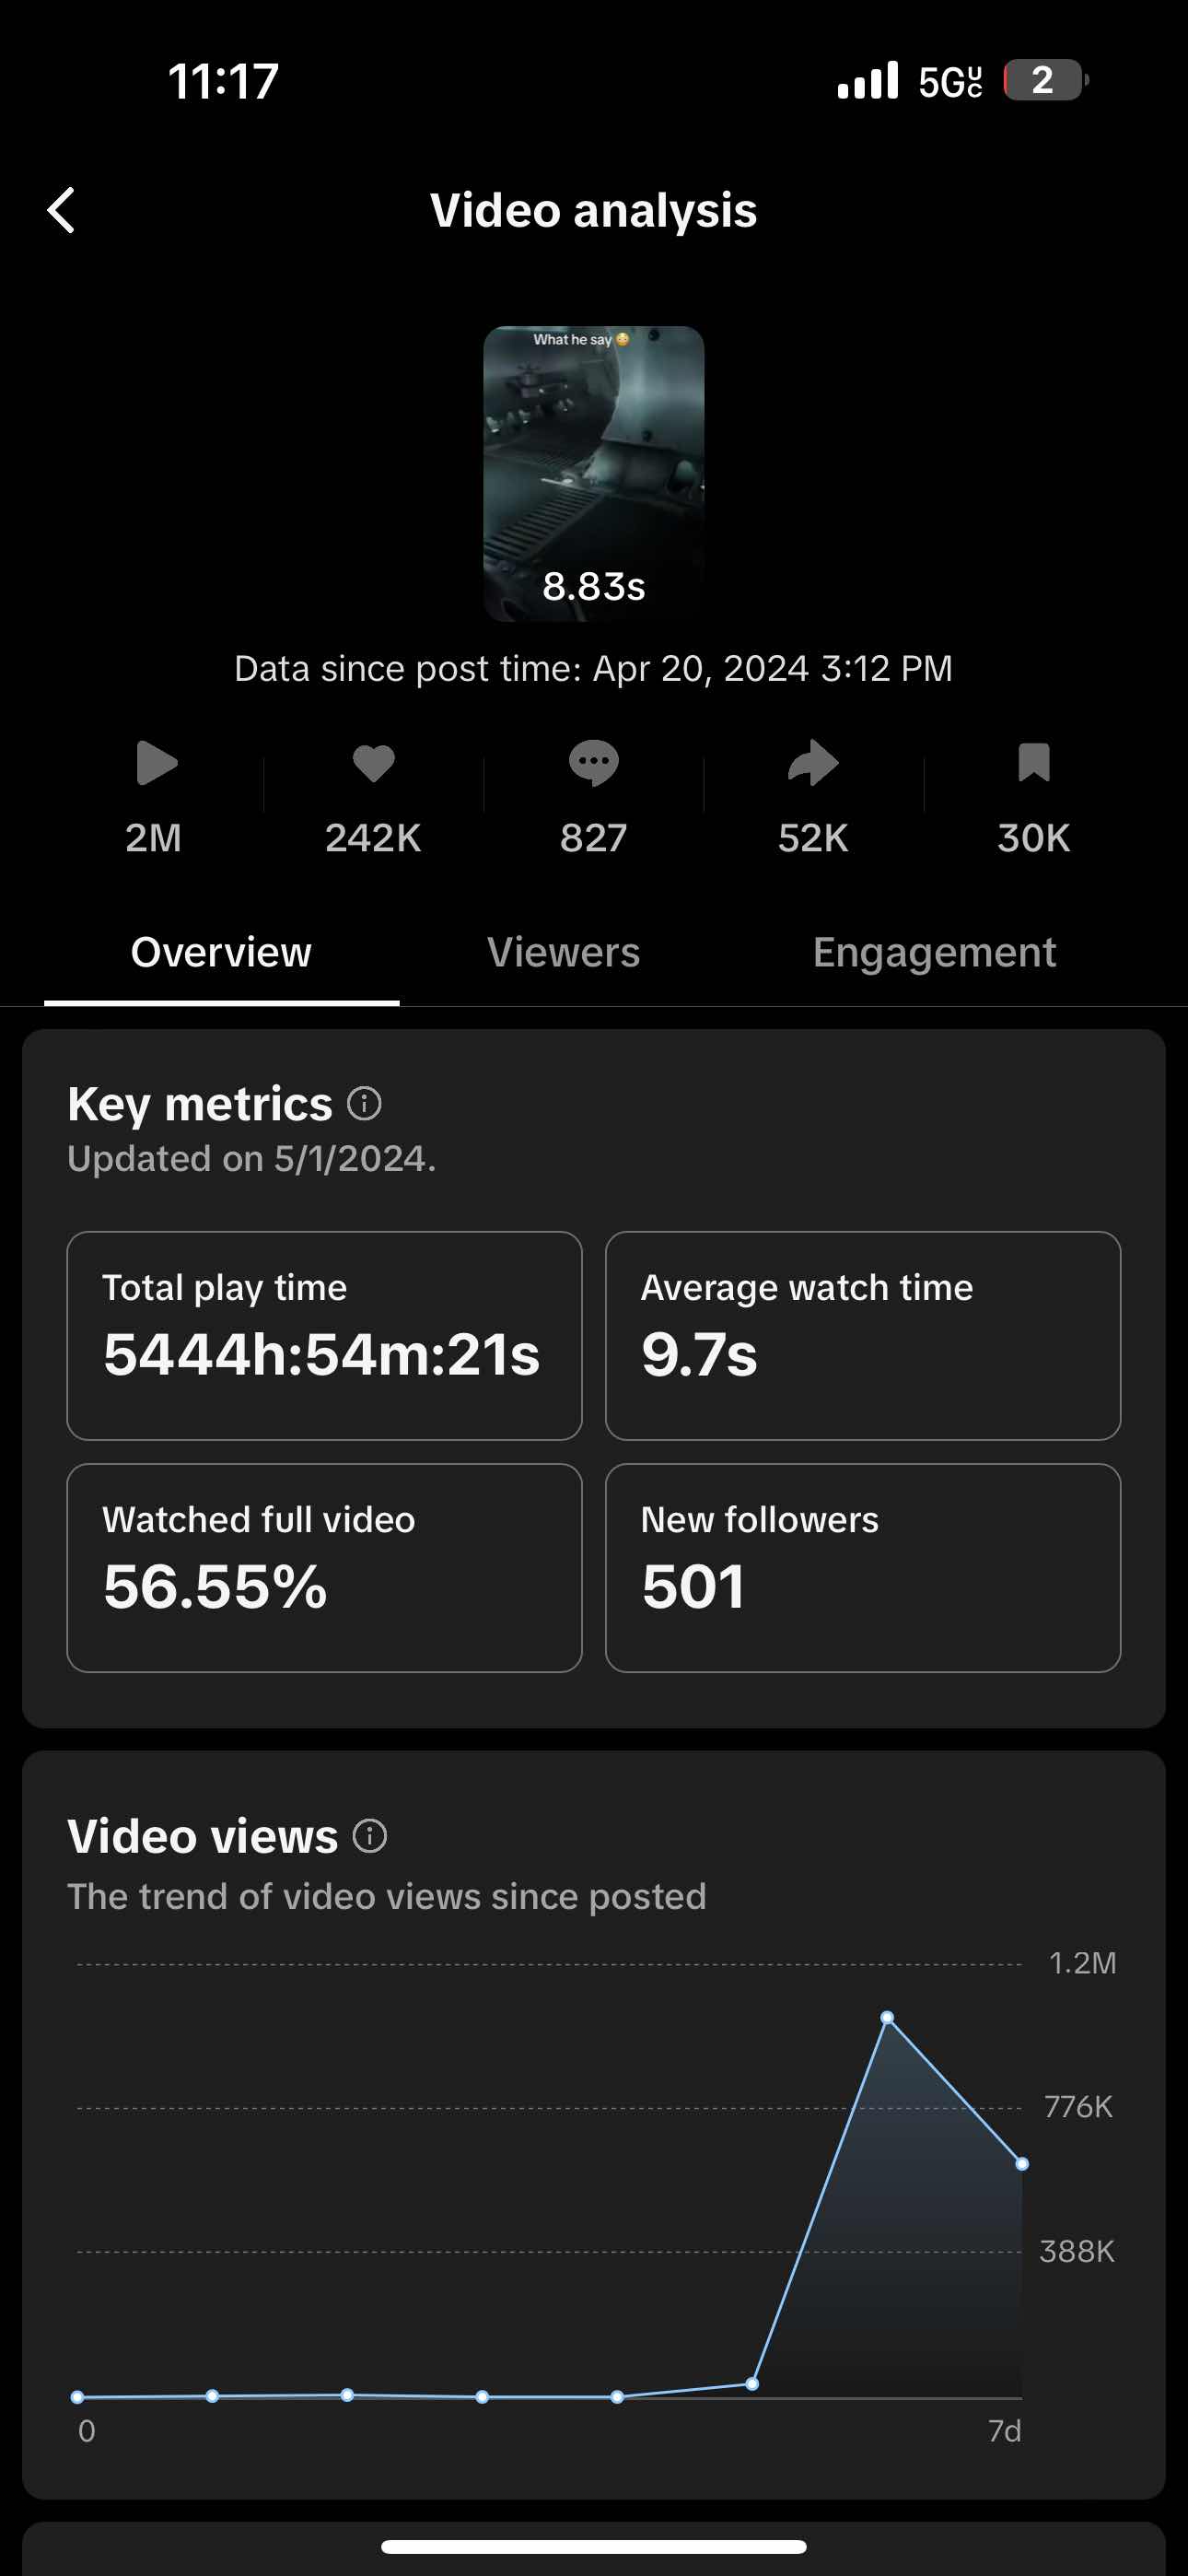 11:17
5GUC
2
Video analysis
What he say 😳
8.83s
Data since post time: Apr 20, 2024 3:12 PM
2M 242K 827 52K 30K
Overview Viewers Engagement
Key metrics
Updated on 5/1/2024.
Total play time
5444h:54m:21s
Average watch time
9.7s
Watched full video
56.55%
New followers
501
Video views
The trend of video views since posted
1.2M
776K
388K
0 7d